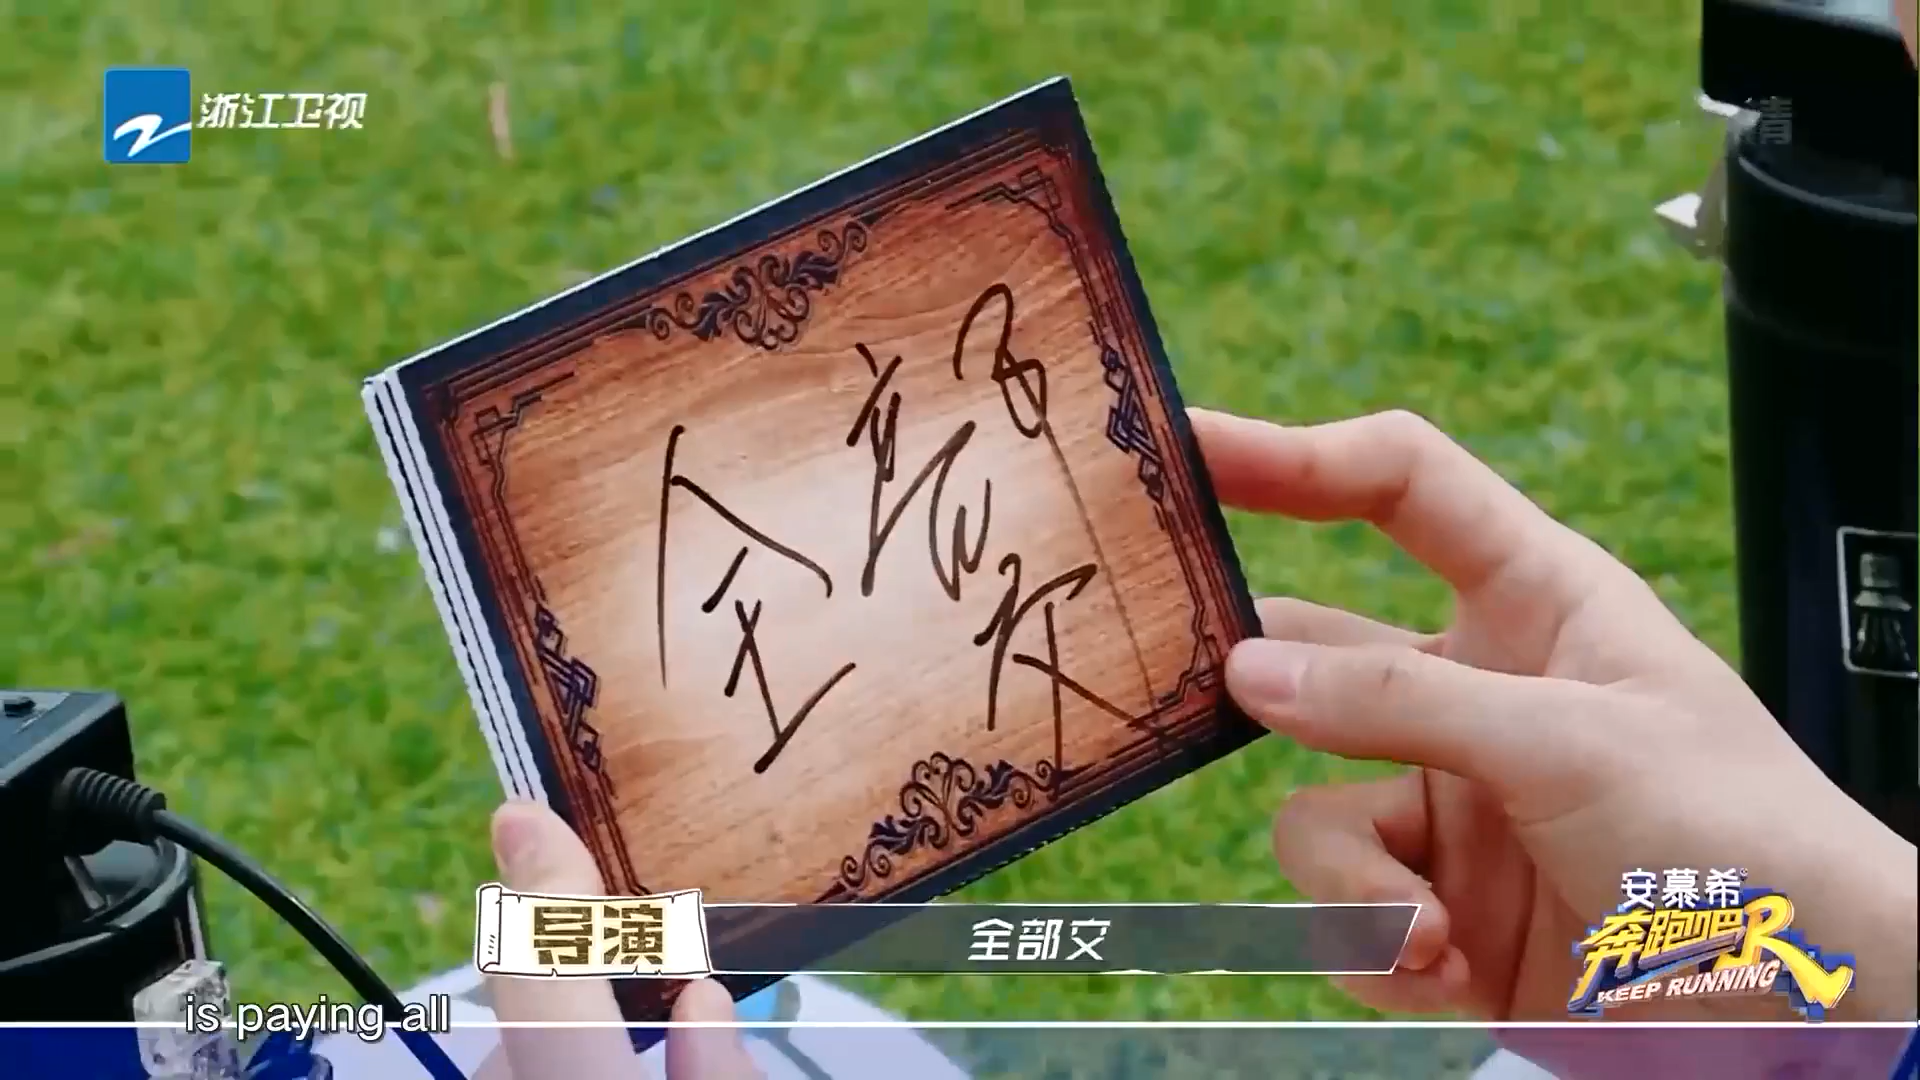 浙江卫视
清
全部交
导演
全部交
is paying all
安慕希
奔跑吧
KEEP RUNNING